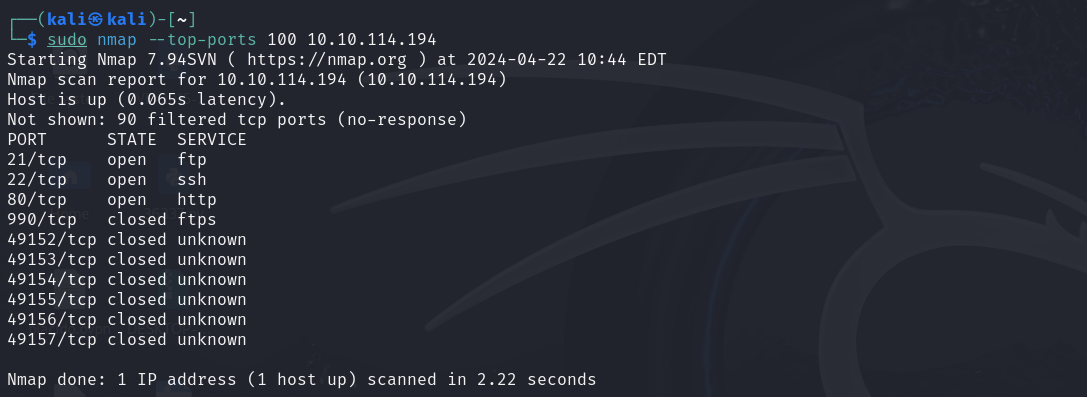 ┌──(kali㉿kali)-[~]
└─$ sudo nmap --top-ports 100 10.10.114.194
Starting Nmap 7.94SVN ( https://nmap.org ) at 2024-04-22 10:44 EDT
Nmap scan report for 10.10.114.194 (10.10.114.194)
Host is up (0.065s latency).
Not shown: 90 filtered tcp ports (no-response)
PORT      STATE  SERVICE
21/tcp    open   ftp
22/tcp    open   ssh
80/tcp    open   http
990/tcp   closed ftps
49152/tcp closed unknown
49153/tcp closed unknown
49154/tcp closed unknown
49155/tcp closed unknown
49156/tcp closed unknown
49157/tcp closed unknown
Nmap done: 1 IP address (1 host up) scanned in 2.22 seconds